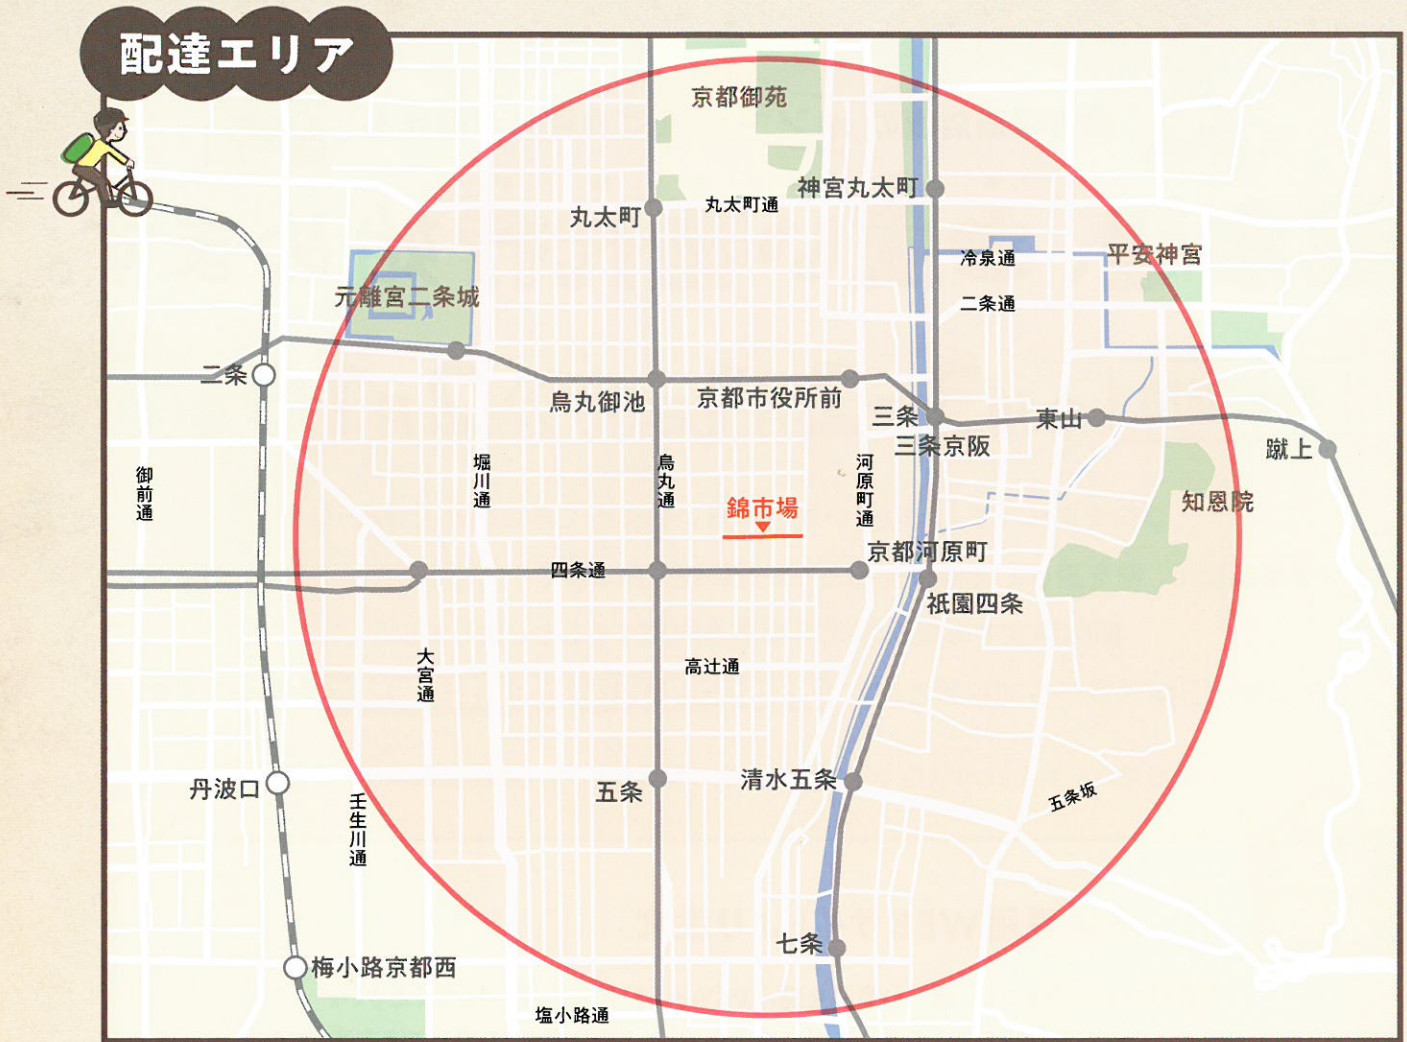 配達エリア
京都御苑
神宮丸太町
丸太町
丸太町通
冷泉通
平安神宮
元離宮二条城
二条通
二条
烏丸御池
京都市役所前
三条
三条京阪
東山
蹴上
御前通
堀川通
烏丸通
河原町通
錦市場
知恩院
京都河原町
四条通
祇園四条
大宮通
高辻通
丹波口
五条
清水五条
五条坂
壬生川通
七条
梅小路京都西
塩小路通